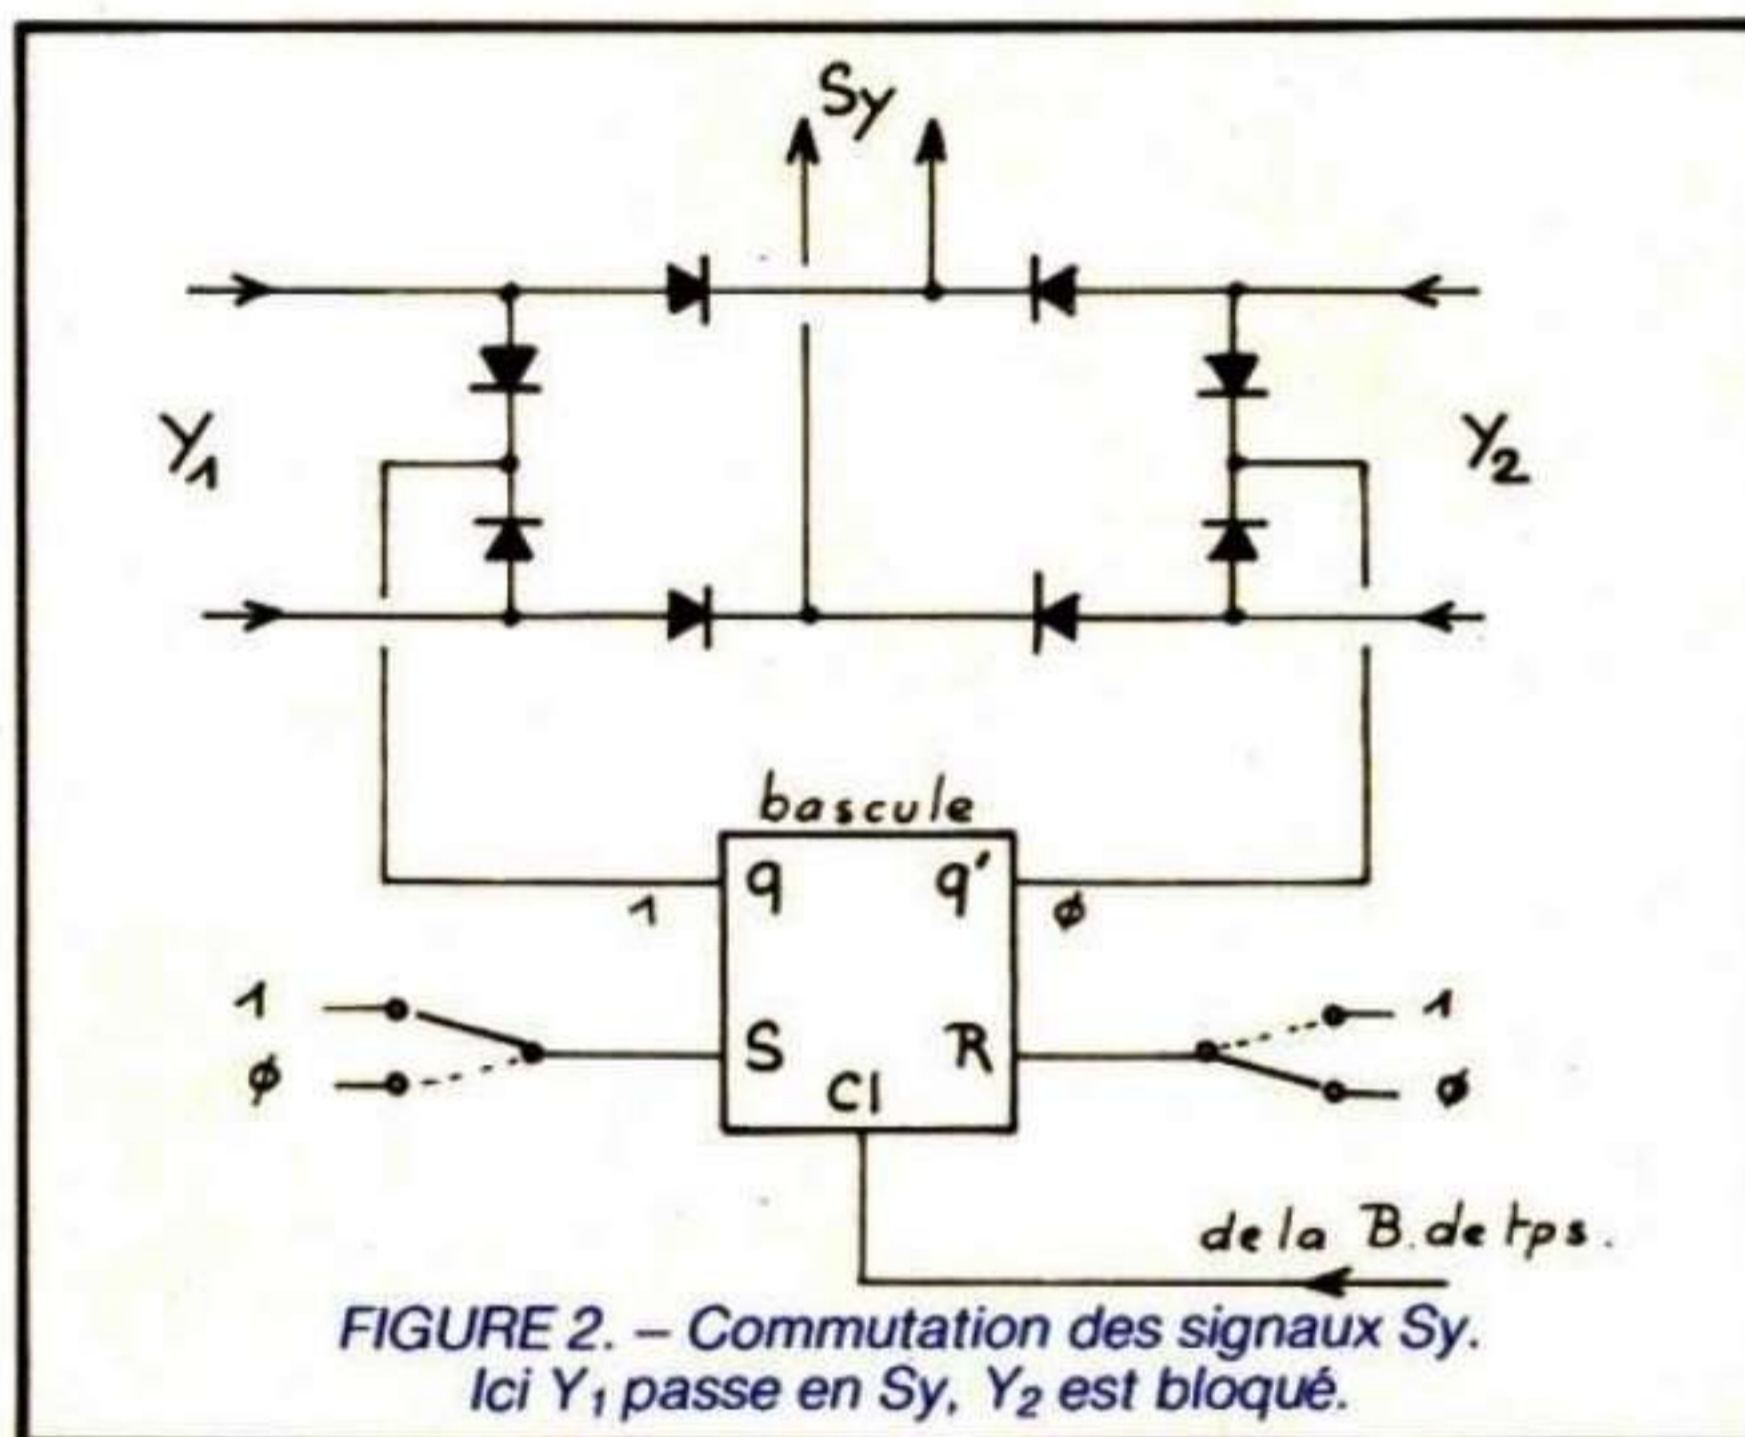 Sy
Y1
Y2
bascule
q
q'
1
ø
1
S
R
1
ø
Cl
ø
de la B. de tps.
FIGURE 2. – Commutation des signaux Sy.
Ici Y1 passe en Sy, Y2 est bloqué.